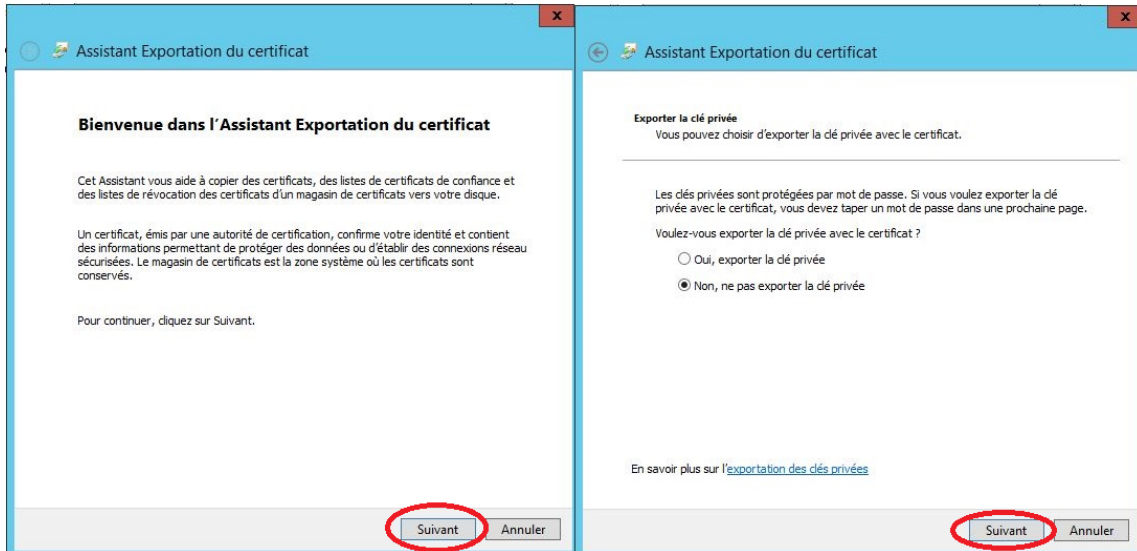 x
Assistant Exportation du certificat
Bienvenue dans l'Assistant Exportation du certificat
Cet Assistant vous aide à copier des certificats, des listes de certificats de confiance et
des listes de révocation des certificats d'un magasin de certificats vers votre disque.
Un certificat, émis par une autorité de certification, confirme votre identité et contient
des informations permettant de protéger des données ou d'établir des connexions réseau
sécurisées. Le magasin de certificats est la zone système où les certificats sont
conservés.
Pour continuer, cliquez sur Suivant.
Suivant
Annuler
x
Assistant Exportation du certificat
Exporter la clé privée
Vous pouvez choisir d'exporter la clé privée avec le certificat.
Les clés privées sont protégées par mot de passe. Si vous voulez exporter la clé
privée avec le certificat, vous devez taper un mot de passe dans une prochaine page.
Voulez-vous exporter la clé privée avec le certificat ?
Oui, exporter la clé privée
Non, ne pas exporter la clé privée
En savoir plus sur l'exportation des clés privées
Suivant
Annuler